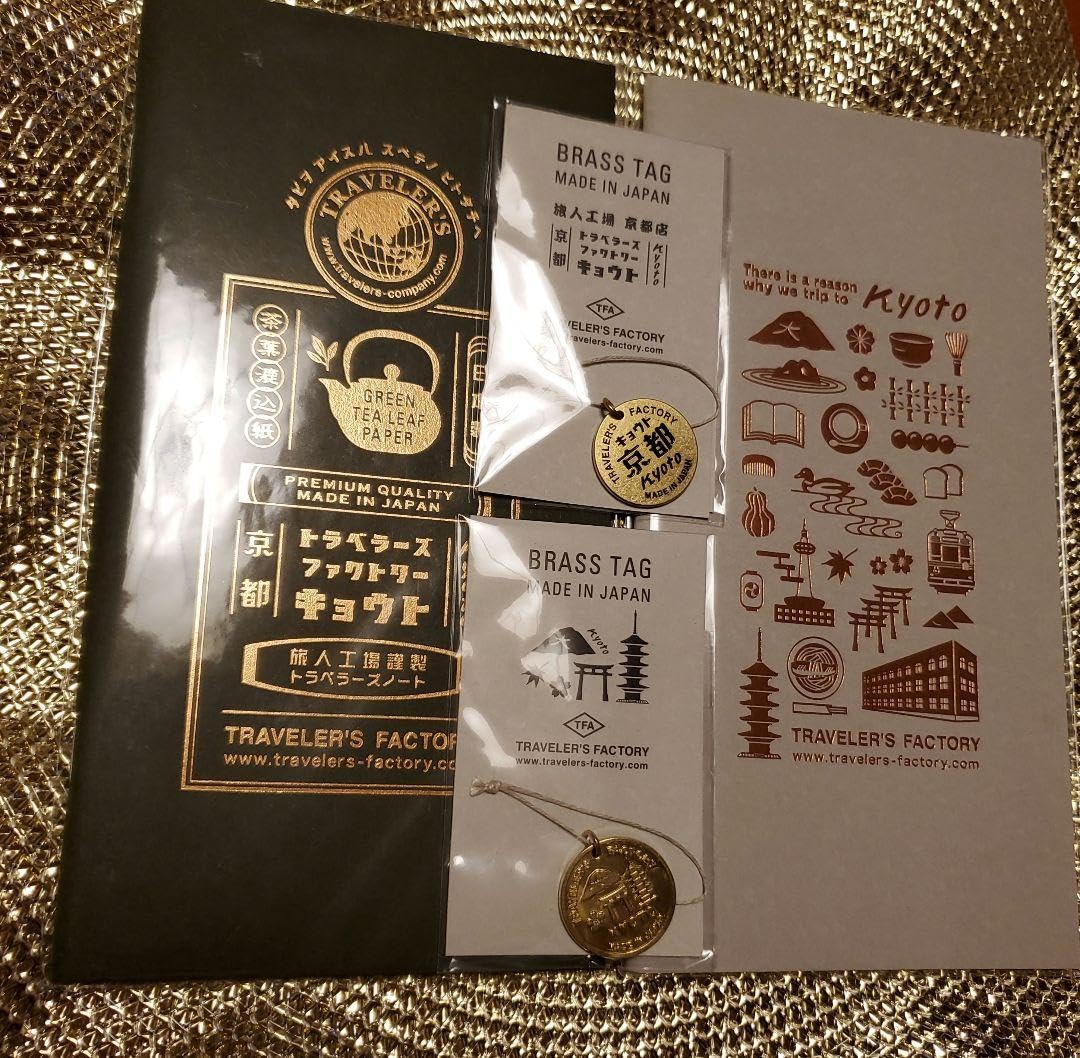 タビヲ アイスル スベテノ ヒトタチヘ
TRAVELER'S
www.travelers-company.com
茶葉漉込紙
GREEN
TEA LEAF
PAPER
PREMIUM QUALITY
MADE IN JAPAN
京都
トラベラーズ
ファクトリー
キョウト
旅人工場謹製
トラベラーズノート
TRAVELER'S FACTOR
www.travelers-factory.co
BRASS TAG
MADE IN JAPAN
旅人工場 京都店
京都
トラベラーズ
ファクトリー
キョウト
Kyoto
TFA
VELER'S FACTORY
travelers-factory.com
TRAVELER'S FACTORY
キョウト
京都
Kyoto
MADE IN JAPAN
BRASS TAG
MADE IN JAPAN
Kyoto
TFA
TRAVELER'S FACTORY
www.travelers-factory.com
MADE IN JAPAN
There is a reason
why we trip to Kyoto
大
TRAVELER'S FACTORY
www.travelers-factory.com